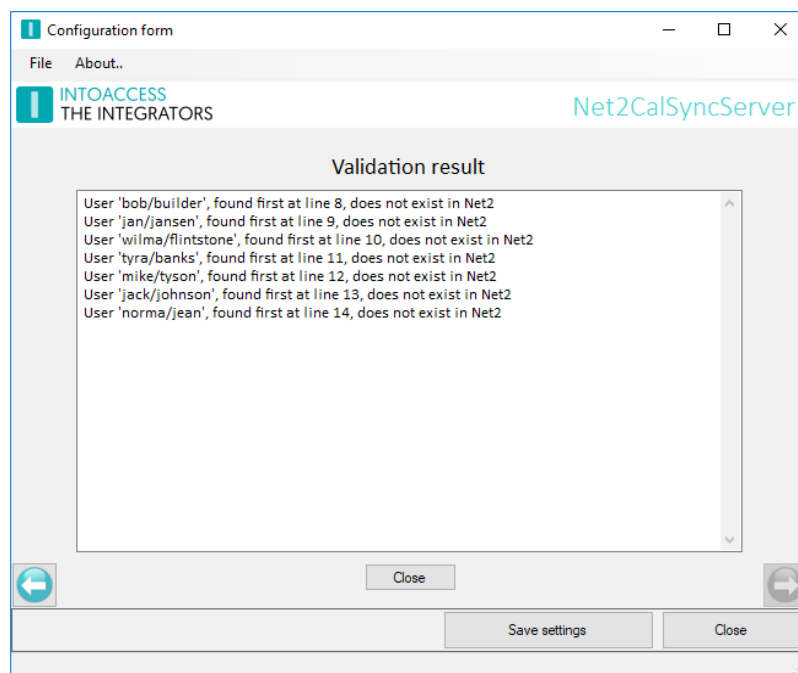 Configuration form
File About..
INTOACCESS
THE INTEGRATORS
Net2CalSyncServer
Validation result
User 'bob/builder', found first at line 8, does not exist in Net2
User 'jan/jansen', found first at line 9, does not exist in Net2
User 'wilma/flintstone', found first at line 10, does not exist in Net2
User 'tyra/banks', found first at line 11, does not exist in Net2
User 'mike/tyson', found first at line 12, does not exist in Net2
User 'jack/johnson', found first at line 13, does not exist in Net2
User 'norma/jean', found first at line 14, does not exist in Net2
Close
Save settings Close